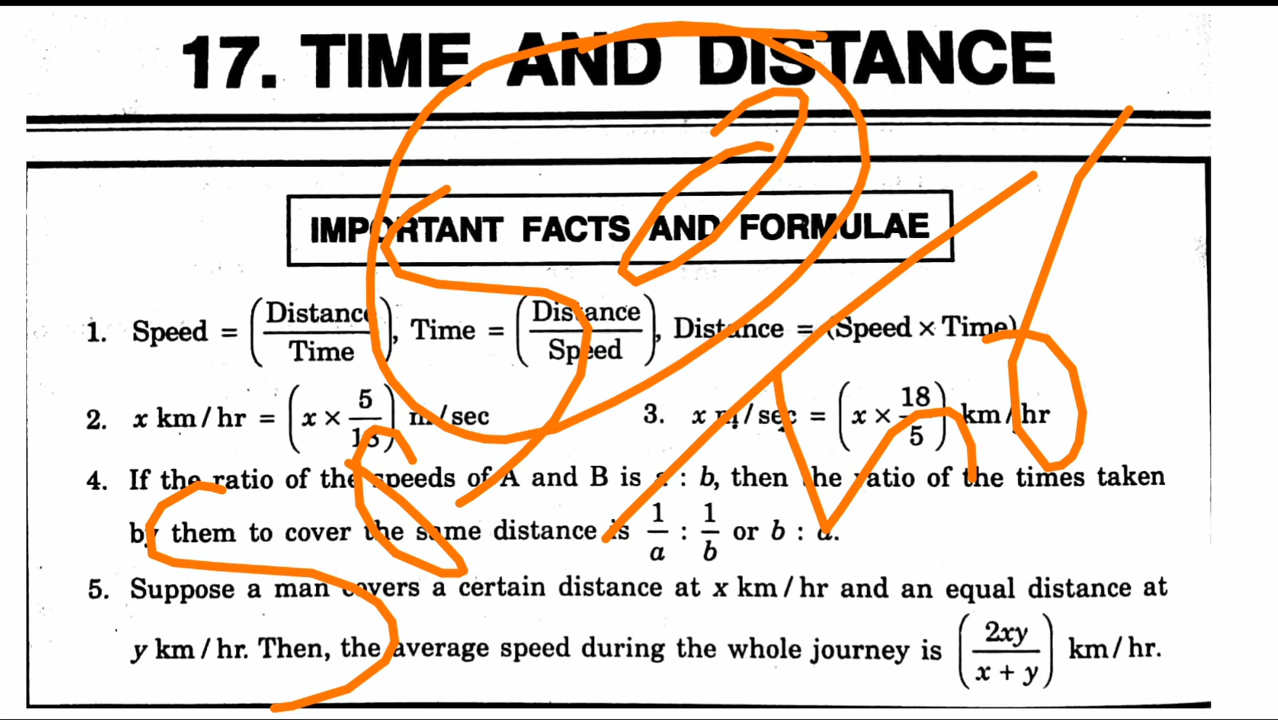 17. TIME AND DISTANCE
IMPORTANT FACTS AND FORMULAE
1. Speed = (Distance/Time), Time = (Distance/Speed), Distance = (Speed × Time)
2. x km/hr = (x × 5/18) m/sec 3. x m/sec = (x × 18/5) km/hr
4. If the ratio of the speeds of A and B is a : b, then the ratio of the times taken
by them to cover the same distance is 1/a : 1/b or b : a.
5. Suppose a man covers a certain distance at x km/hr and an equal distance at
y km/hr. Then, the average speed during the whole journey is (2xy/x + y) km/hr.